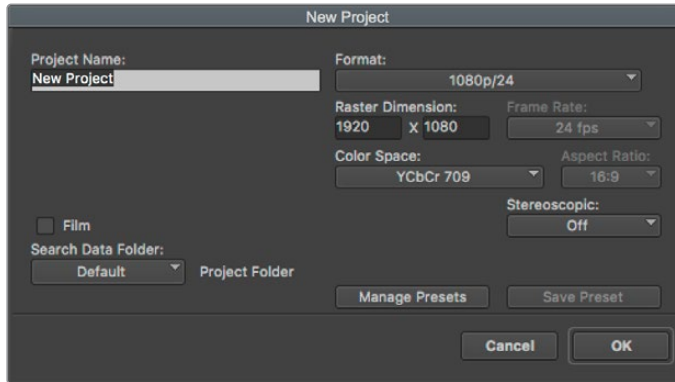 New Project
Project Name:
New Project
Format:
1080p/24
Raster Dimension:
Frame Rate:
1920 X 1080
24 fps
Color Space:
Aspect Ratio:
YCbCr 709
16:9
Stereoscopic:
Off
Film
Search Data Folder:
Default
Project Folder
Manage Presets
Save Preset
Cancel
OK